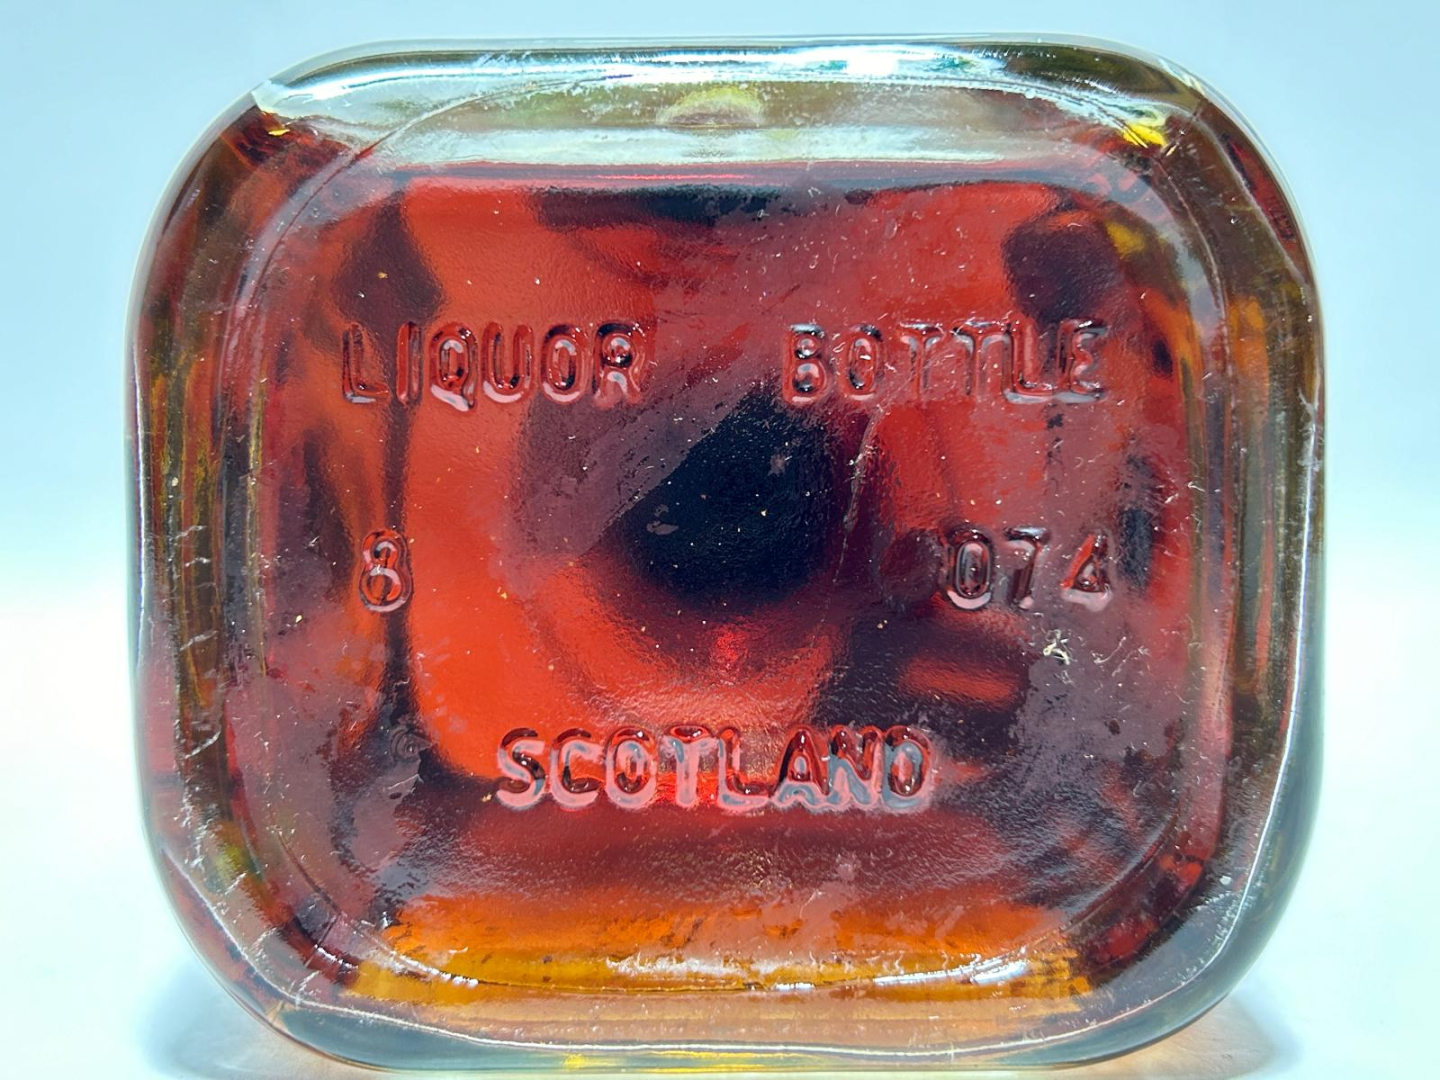 LIQUOR BOTTLE
8 074
SCOTLAND